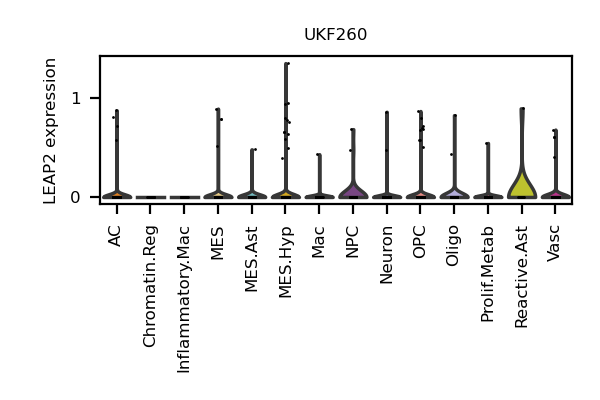 UKF260
LEAP2 expression
1
0
AC
Chromatin.Reg
Inflammatory.Mac
MES
MES.Ast
MES.Hyp
Mac
NPC
Neuron
OPC
Oligo
Prolif.Metab
Reactive.Ast
Vasc